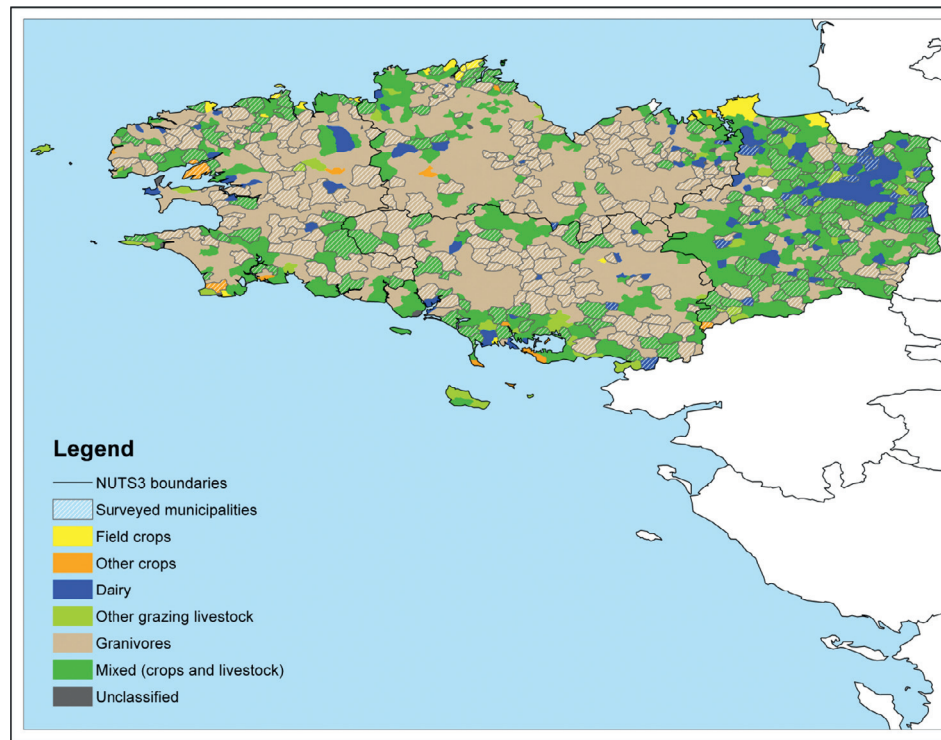 Legend
NUTS3 boundaries
Surveyed municipalities
Field crops
Other crops
Dairy
Other grazing livestock
Granivores
Mixed (crops and livestock)
Unclassified